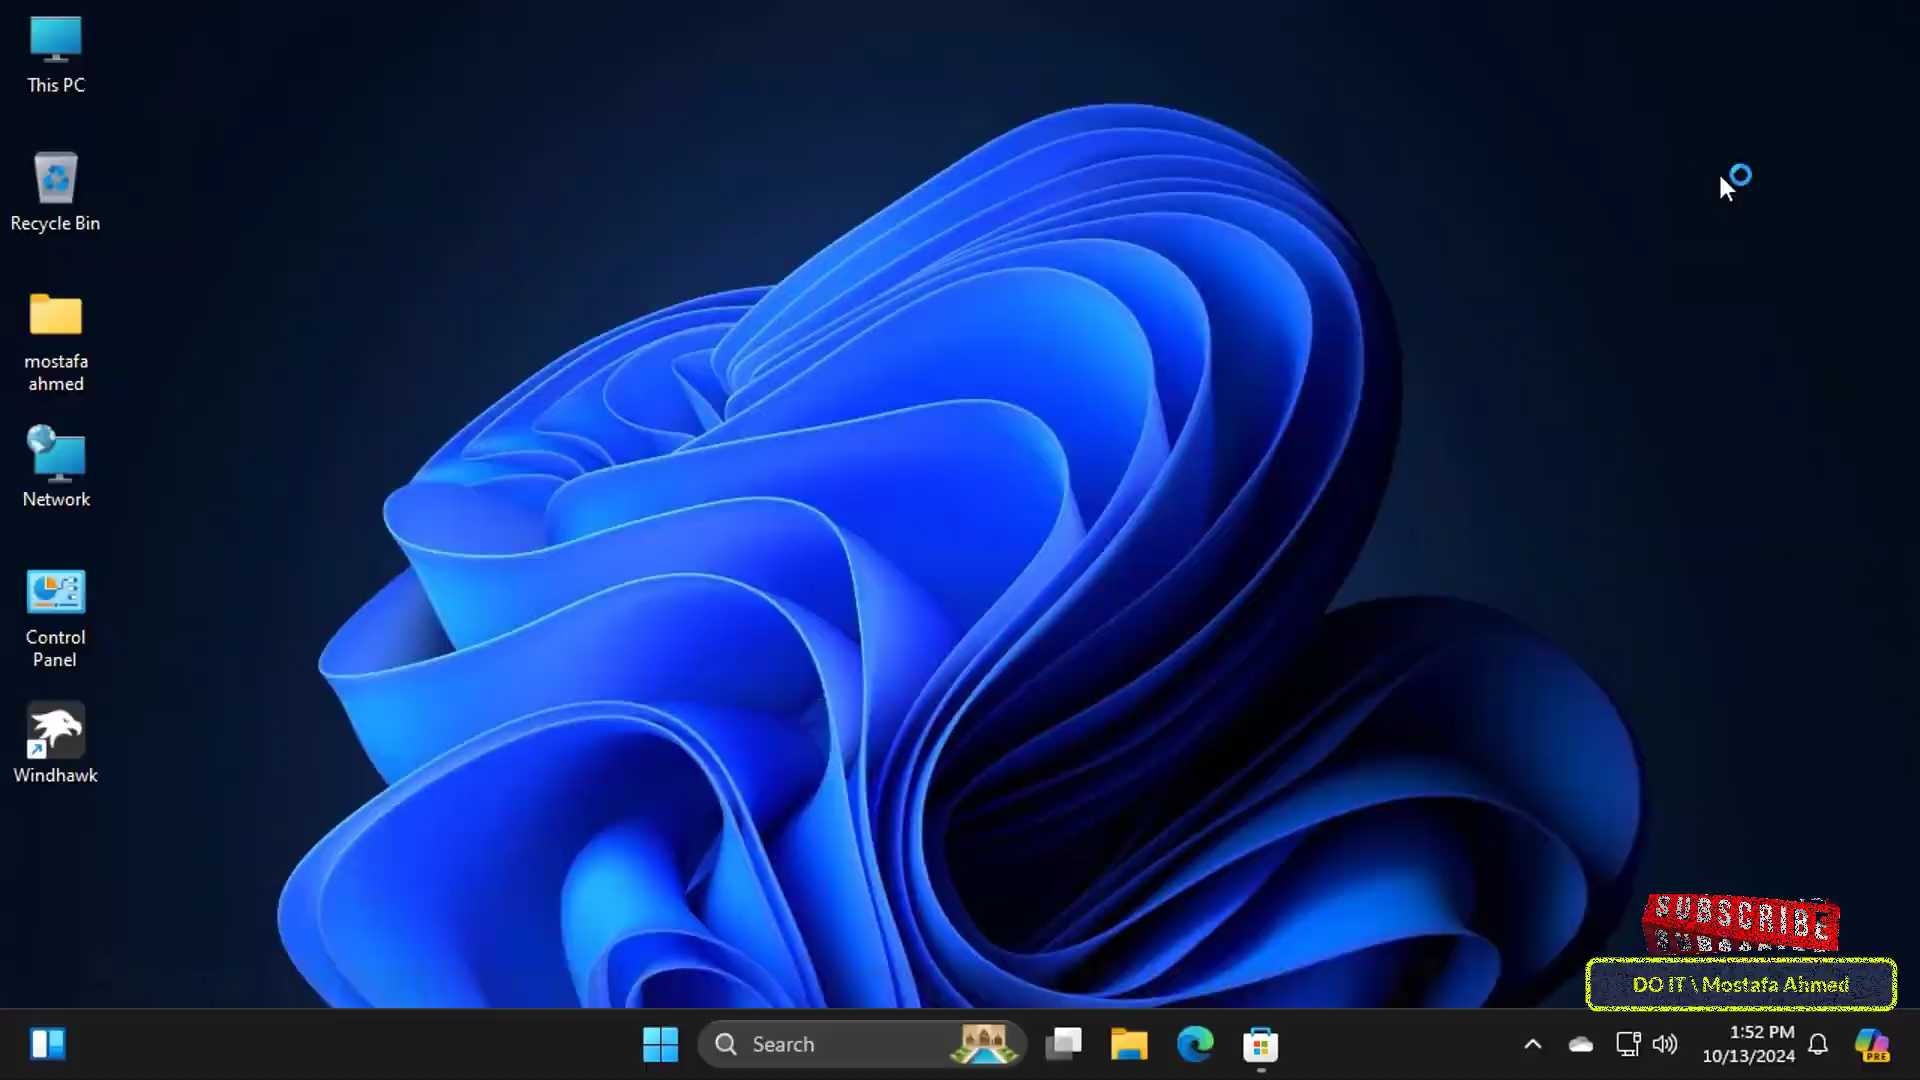 This PC
Recycle Bin
mostafa
ahmed
Network
Control
Panel
Windhawk
SUBSCRIBE
DO IT \ Mostafa Ahmed
Search
1:52 PM
10/13/2024
PRE